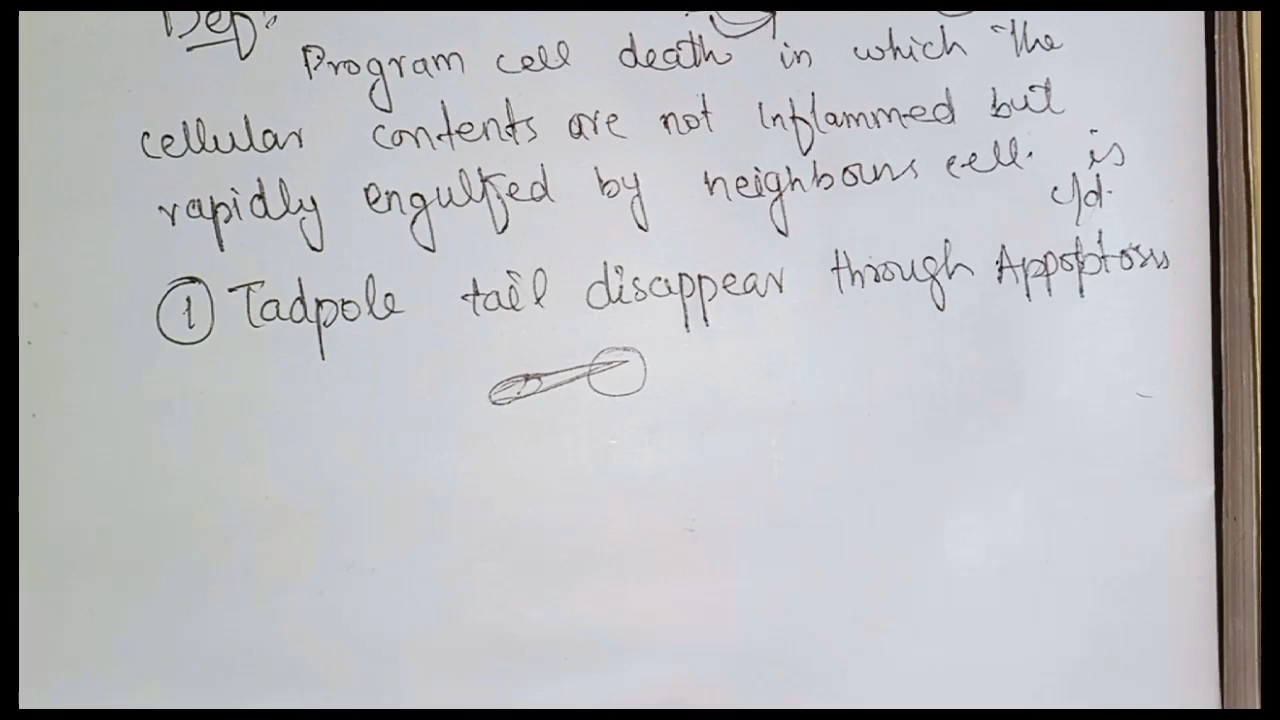 Def:
Program cell death in which the
cellular contents are not inflammed but
rapidly engulfed by neighbours cell. is
c/d.
① Tadpole tail disappear through Appoptosis